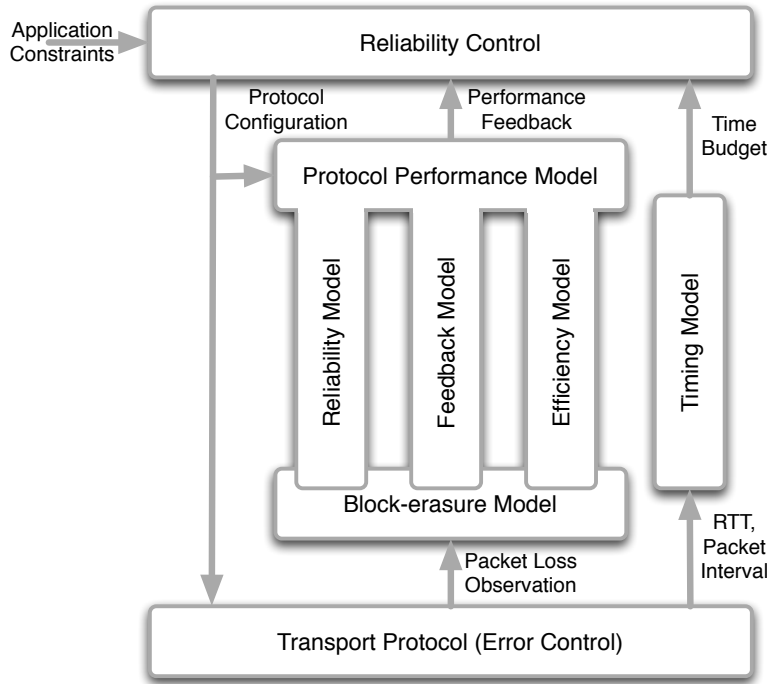 Application
Constraints
Reliability Control
Protocol
Configuration
Performance
Feedback
Time
Budget
Protocol Performance Model
Reliability Model
Feedback Model
Efficiency Model
Timing Model
Block-erasure Model
Packet Loss
Observation
RTT,
Packet
Interval
Transport Protocol (Error Control)